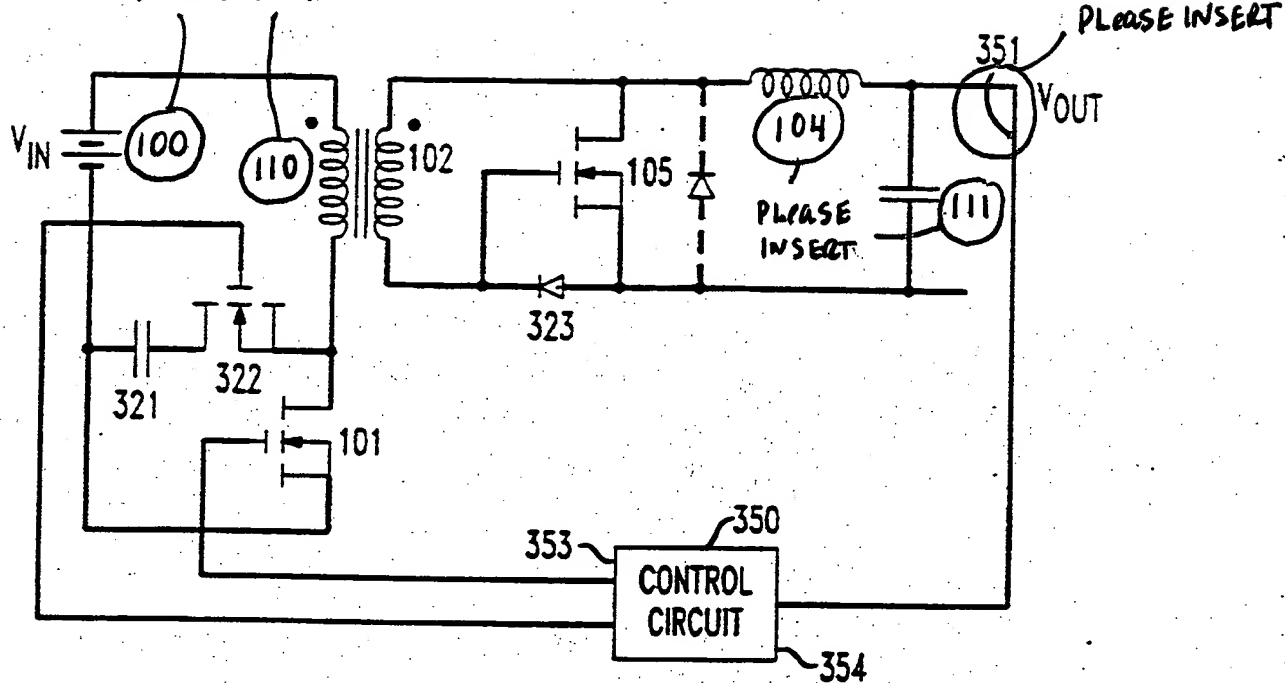 PLEASE INSERT
351
VIN
100
110
102
105
104
VOUT
PLEASE
INSERT
111
323
322
321
101
350
353
CONTROL
CIRCUIT
354